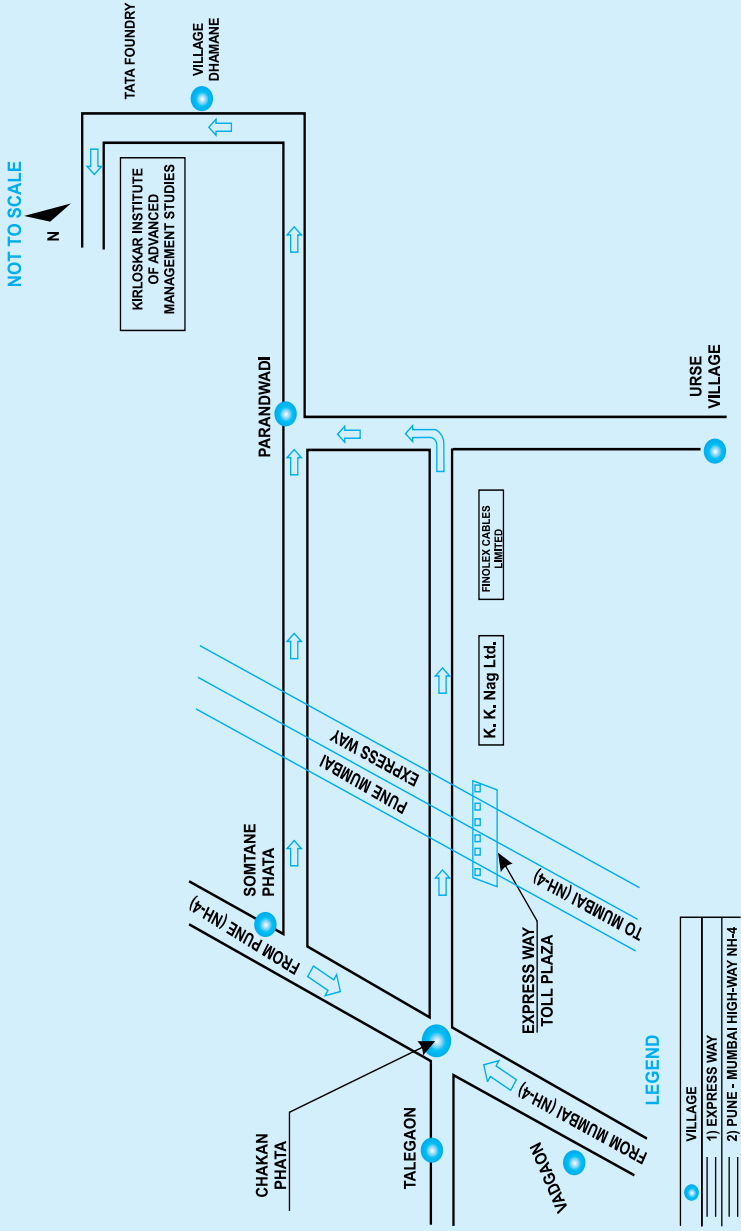 NOT TO SCALE
N
TATA FOUNDRY
VILLAGE
DHAMANE
KIRLOSKAR INSTITUTE
OF ADVANCED
MANAGEMENT STUDIES
PARANDWADI
URSE
VILLAGE
FINOLEX CABLES
LIMITED
K. K. Nag Ltd.
PUNE MUMBAI
EXPRESS WAY
SOMTANE
PHATA
FROM PUNE (NH-4)
TO MUMBAI (NH-4)
EXPRESS WAY
TOLL PLAZA
CHAKAN
PHATA
TALEGAON
VADGAON
FROM MUMBAI (NH-4)
LEGEND
VILLAGE
1) EXPRESS WAY
2) PUNE - MUMBAI HIGH-WAY NH-4